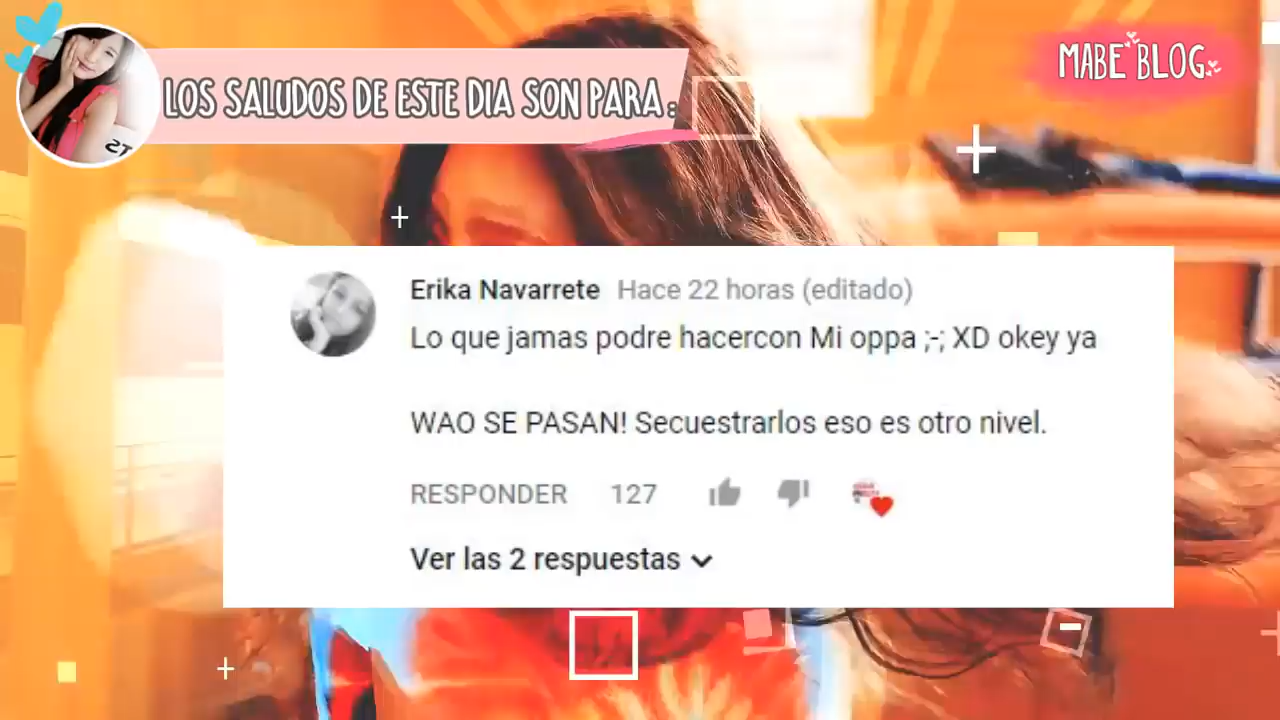 LOS SALUDOS DE ESTE DIA SON PARA :
MABE BLOG
Erika Navarrete Hace 22 horas (editado)
Lo que jamas podre hacercon Mi oppa ;-; XD okey ya
WAO SE PASAN! Secuestrarlos eso es otro nivel.
RESPONDER 127
Ver las 2 respuestas